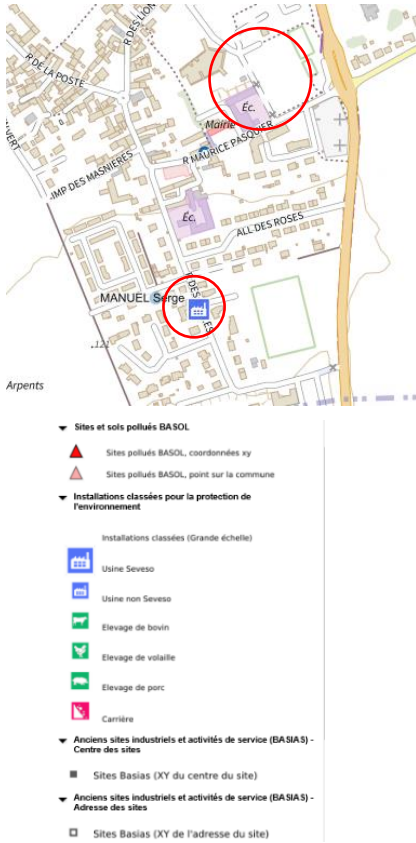 R DES LION
R DE LA POSTE
VERT
Éc.
Mairie
R MAURICE PASQUIER
IMP DES MASNIERES
Éc.
ALL DES ROSES
MANUEL Serge
R DES
ES
.121
Arpents
Sites et sols pollués BASOL
Sites pollués BASOL, coordonnées xy
Sites pollués BASOL, point sur la commune
Installations classées pour la protection de
l'environnement
Installations classées (Grande échelle)
Usine Seveso
Usine non Seveso
Elevage de bovin
Elevage de volaille
Elevage de porc
Carrière
Anciens sites industriels et activités de service (BASIAS) -
Centre des sites
Sites Basias (XY du centre du site)
Anciens sites industriels et activités de service (BASIAS) -
Adresse des sites
Sites Basias (XY de l'adresse du site)